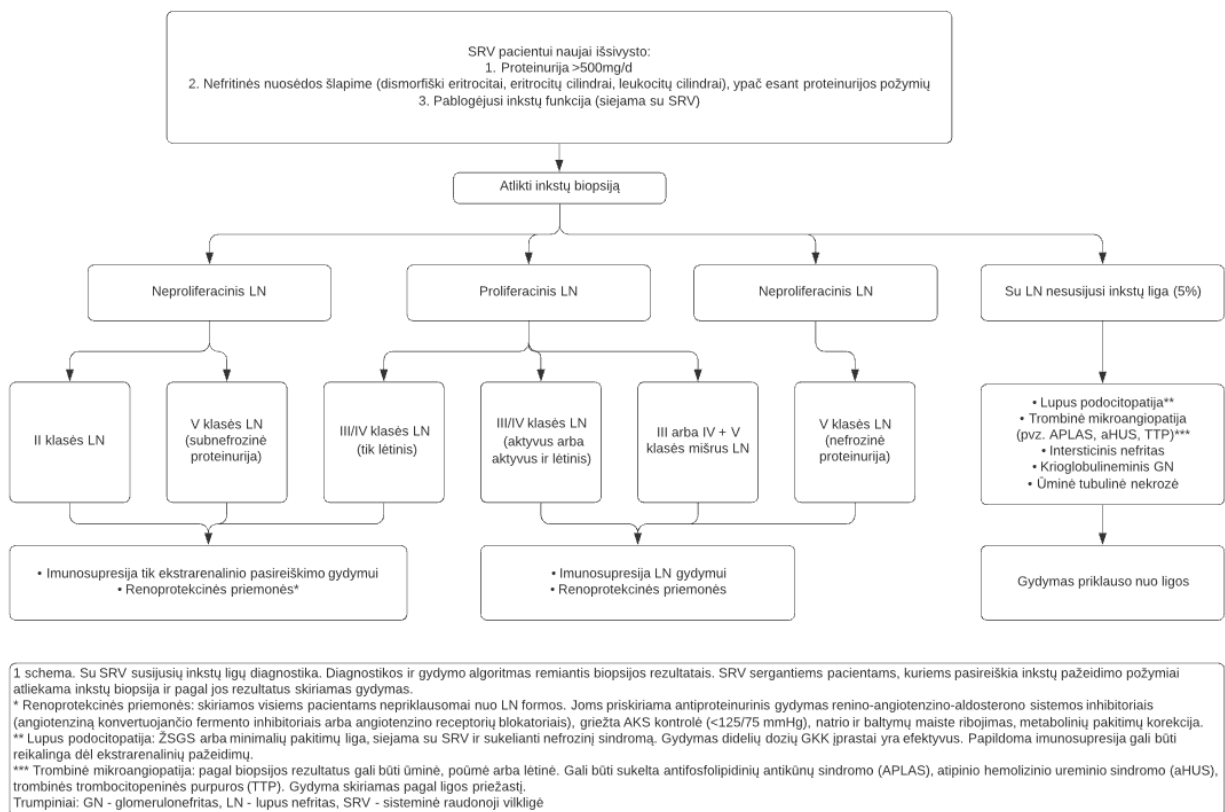 SRV pacientui naujai išsivysto:
1. Proteinurija >500mg/d
2. Nefritinės nuosėdos šlapime (dismorfiški eritrocitai, eritrocitų cilindrai, leukocitų cilindrai), ypač esant proteinurijos požymių
3. Pablogėjusi inkstų funkcija (siejama su SRV)
Atlikti inkstų biopsiją
Neproliferacinis LN
Proliferacinis LN
Neproliferacinis LN
Su LN nesusijusi inkstų liga (5%)
II klasės LN
V klasės LN
(subnefrozinė
proteinurija)
III/IV klasės LN
(tik lėtinis)
III/IV klasės LN
(aktyvus arba
aktyvus ir lėtinis)
III arba IV + V
klasės mišrus LN
V klasės LN
(nefrozinė
proteinurija)
• Lupus podocitopatija**
• Trombinė mikroangiopatija
(pvz. APLAS, aHUS, TTP)***
• Intersticinis nefritas
• Krioglobulineminis GN
• Ūminė tubulinė nekrozė
• Imunosupresija tik ekstrarenalinio pasireiškimo gydymui
• Renoprotekcinės priemonės*
• Imunosupresija LN gydymui
• Renoprotekcinės priemonės
Gydymas priklauso nuo ligos
1 schema. Su SRV susijusių inkstų ligų diagnostika. Diagnostikos ir gydymo algoritmas remiantis biopsijos rezultatais. SRV sergantiems pacientams, kuriems pasireiškia inkstų pažeidimo požymiai
atliekama inkstų biopsija ir pagal jos rezultatus skiriamas gydymas.
* Renoprotekcinės priemonės: skiriamos visiems pacientams nepriklausomai nuo LN formos. Joms priskiriama antiproteinurinis gydymas renino-angiotenzino-aldosterono sistemos inhibitoriais
(angiotenziną konvertuojančio fermento inhibitoriais arba angiotenzino receptorių blokatoriais), griežta AKS kontrolė (<125/75 mmHg), natrio ir baltymų maiste ribojimas, metabolinių pakitimų korekcija.
** Lupus podocitopatija: ŽSGS arba minimalių pakitimų liga, siejama su SRV ir sukelianti nefrozinį sindromą. Gydymas didelių dozių GKK įprastai yra efektyvus. Papildoma imunosupresija gali būti
reikalinga dėl ekstrarenalinių pažeidimų.
*** Trombinė mikroangiopatija: pagal biopsijos rezultatus gali būti ūminė, poūmė arba lėtinė. Gali būti sukelta antifosfolipidinių antikūnų sindromo (APLAS), atipinio hemolizinio ureminio sindromo (aHUS),
trombinės trombocitopeninės purpuros (TTP). Gydyma skiriamas pagal ligos priežastį.
Trumpiniai: GN - glomerulonefritas, LN - lupus nefritas, SRV - sisteminė raudonoji vilkligė